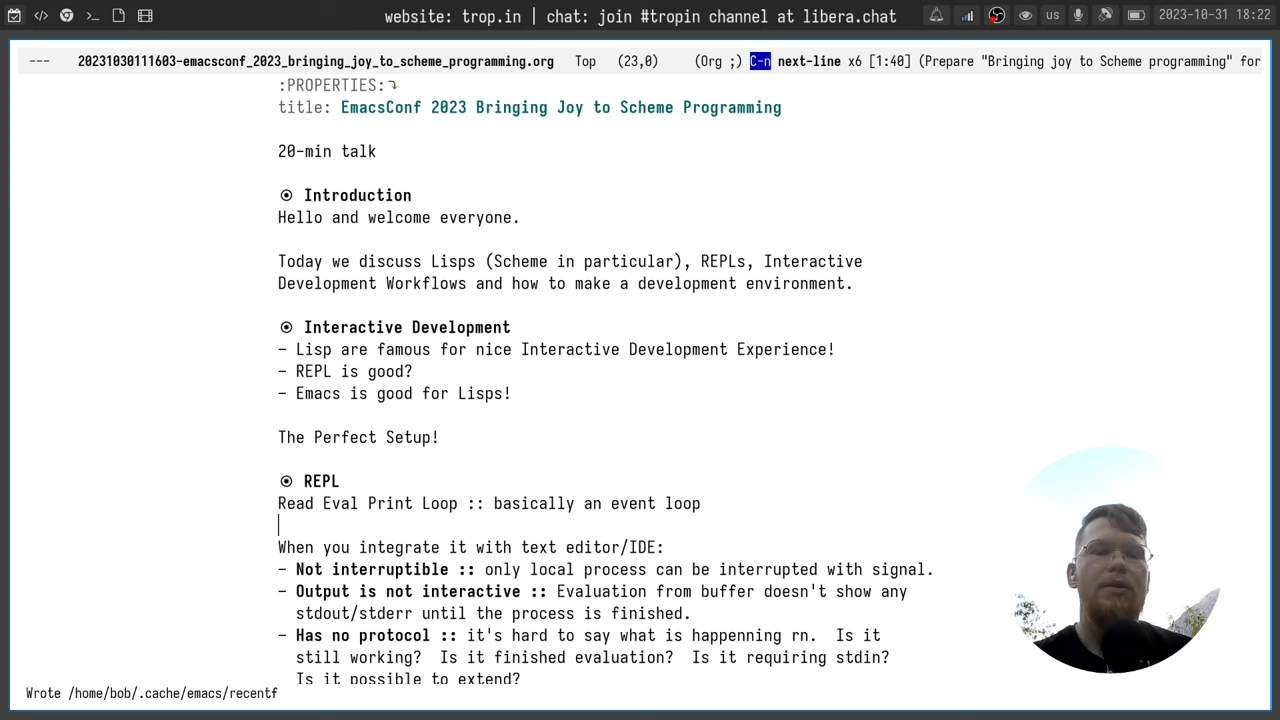 website: trop.in | chat: join #tropin channel at libera.chat
us
2023-10-31 18:22
--- 20231030111603-emacsconf_2023_bringing_joy_to_scheme_programming.org Top (23,0) (Org ;) C-n next-line x6 [1:40] (Prepare "Bringing joy to Scheme programming" for
:PROPERTIES:
title: EmacsConf 2023 Bringing Joy to Scheme Programming
20-min talk
Introduction
Hello and welcome everyone.
Today we discuss Lisps (Scheme in particular), REPLs, Interactive
Development Workflows and how to make a development environment.
Interactive Development
- Lisp are famous for nice Interactive Development Experience!
- REPL is good?
- Emacs is good for Lisps!
The Perfect Setup!
REPL
Read Eval Print Loop :: basically an event loop
When you integrate it with text editor/IDE:
- Not interruptible :: only local process can be interrupted with signal.
- Output is not interactive :: Evaluation from buffer doesn't show any
stdout/stderr until the process is finished.
- Has no protocol :: it's hard to say what is happenning rn. Is it
still working? Is it finished evaluation? Is it requiring stdin?
Is it possible to extend?
Wrote /home/bob/.cache/emacs/recentf